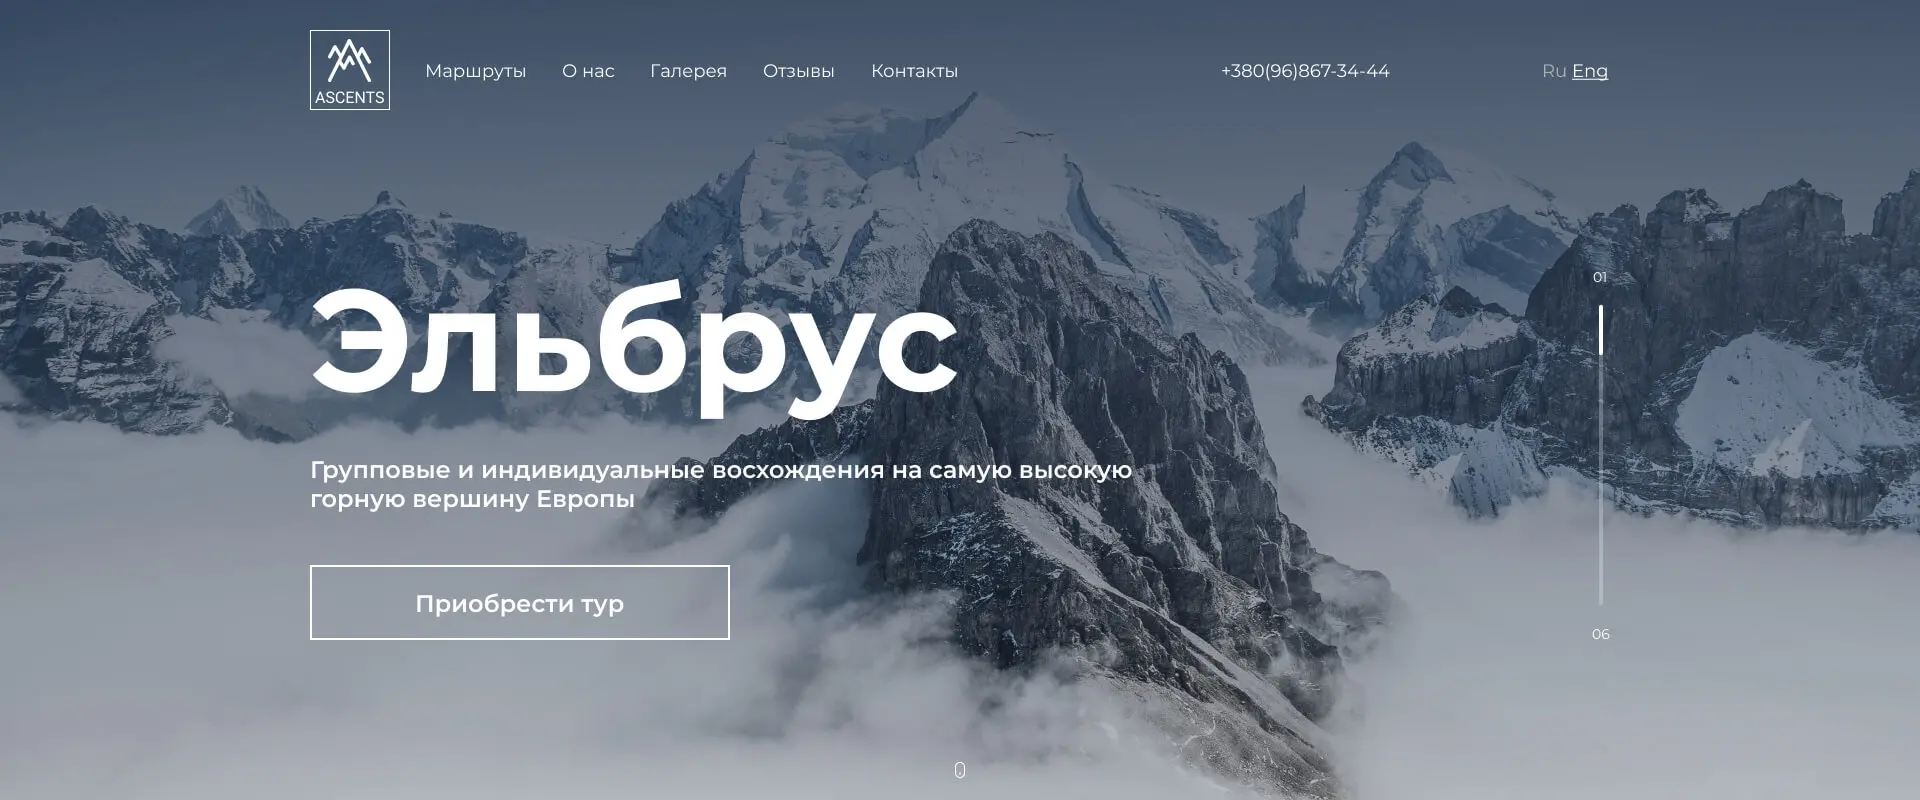 ASCENTS
Маршруты
О нас
Галерея
Отзывы
Контакты
+380(96)867-34-44
Ru Eng
Эльбрус
Групповые и индивидуальные восхождения на самую высокую
горную вершину Европы
Приобрести тур
01
06